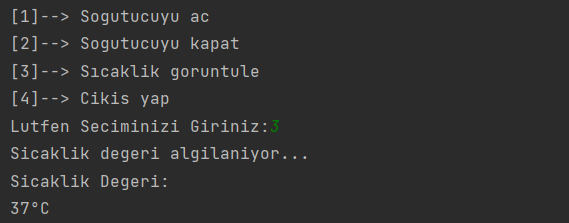 [1]--> Sogutucuyu ac
[2]--> Sogutucuyu kapat
[3]--> Sıcaklik goruntule
[4]--> Cikis yap
Lutfen Seciminizi Giriniz:3
Sicaklik degeri algilaniyor...
Sicaklik Degeri:
37°C